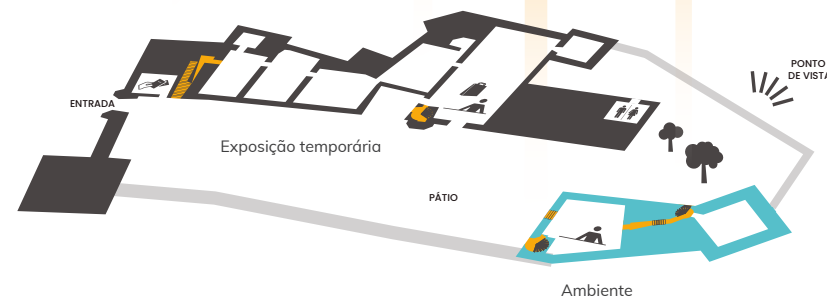 PONTO
DE VISTA
ENTRADA
Exposição temporária
PÁTIO
Ambiente